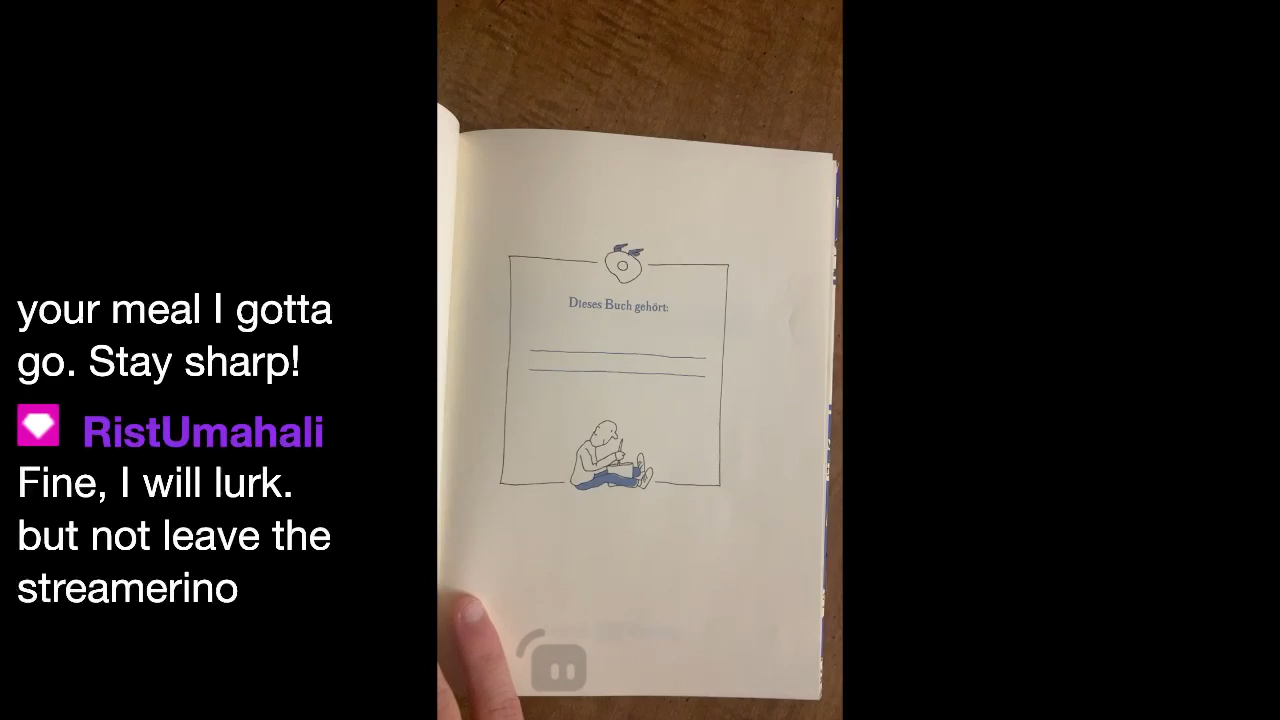 your meal I gotta
go. Stay sharp!
RistUmahali
Fine, I will lurk.
but not leave the
streamerino
Dieses Buch gehört: